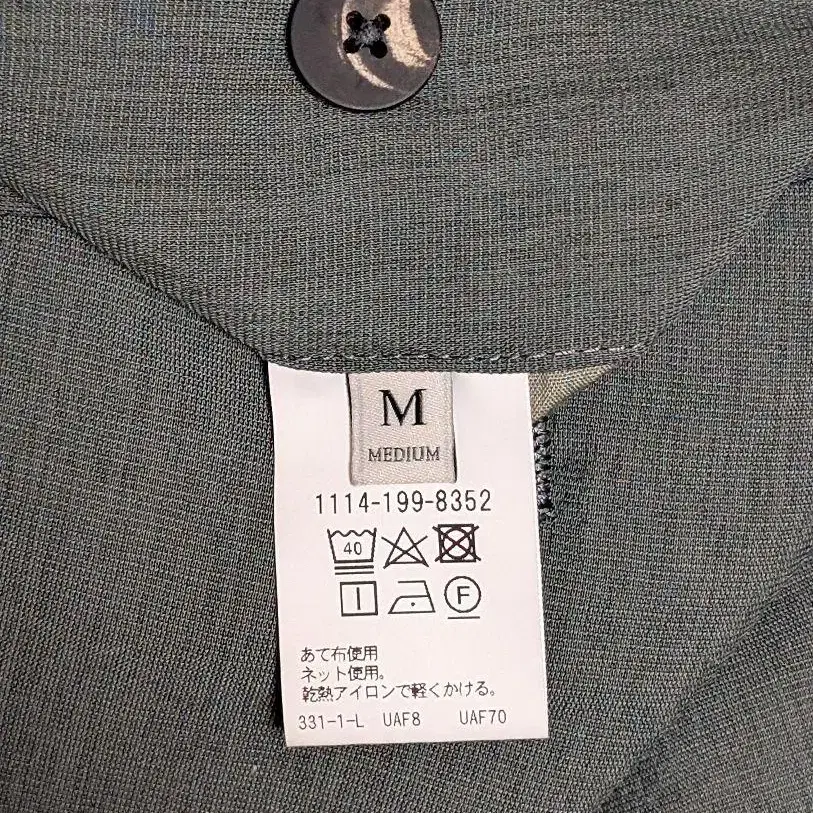 M
MEDIUM
1114-199-8352
40
F
あて布使用
ネット使用。
乾熱アイロンで軽くかける。
331-1-L UAF8 UAF70